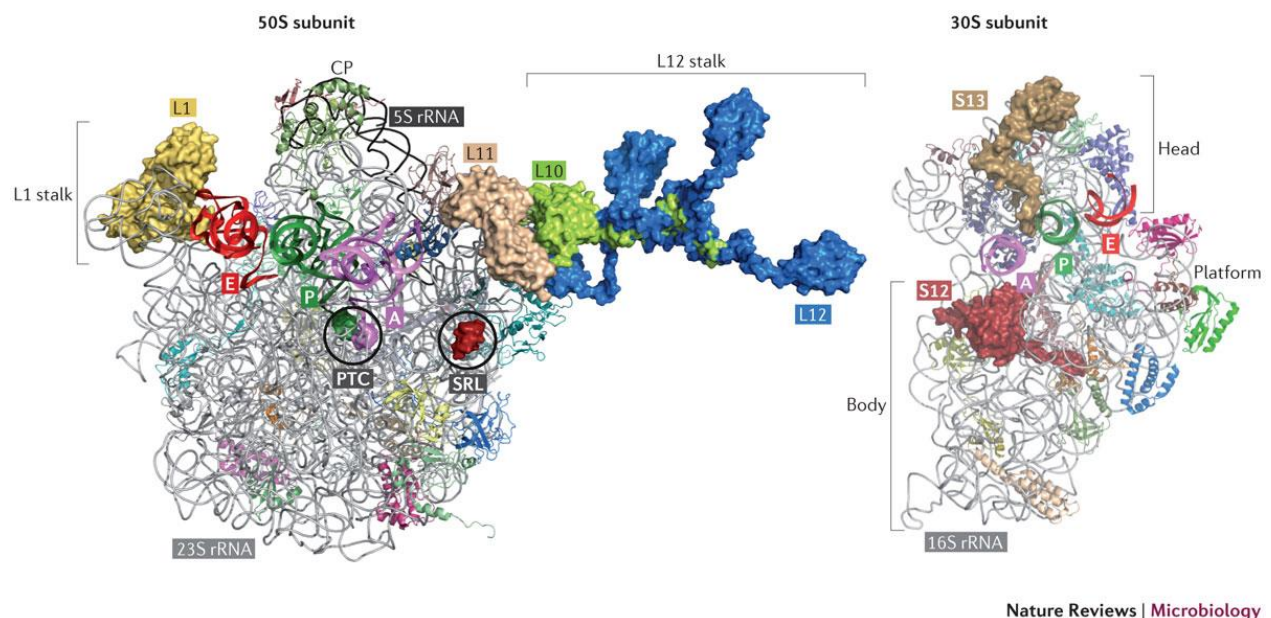 50S subunit
30S subunit
CP
L12 stalk
L1
5S rRNA
S13
L11
L10
Head
L1 stalk
E
P
A
E
P
A
Platform
S12
L12
PTC
SRL
Body
23S rRNA
16S rRNA
Nature Reviews | Microbiology